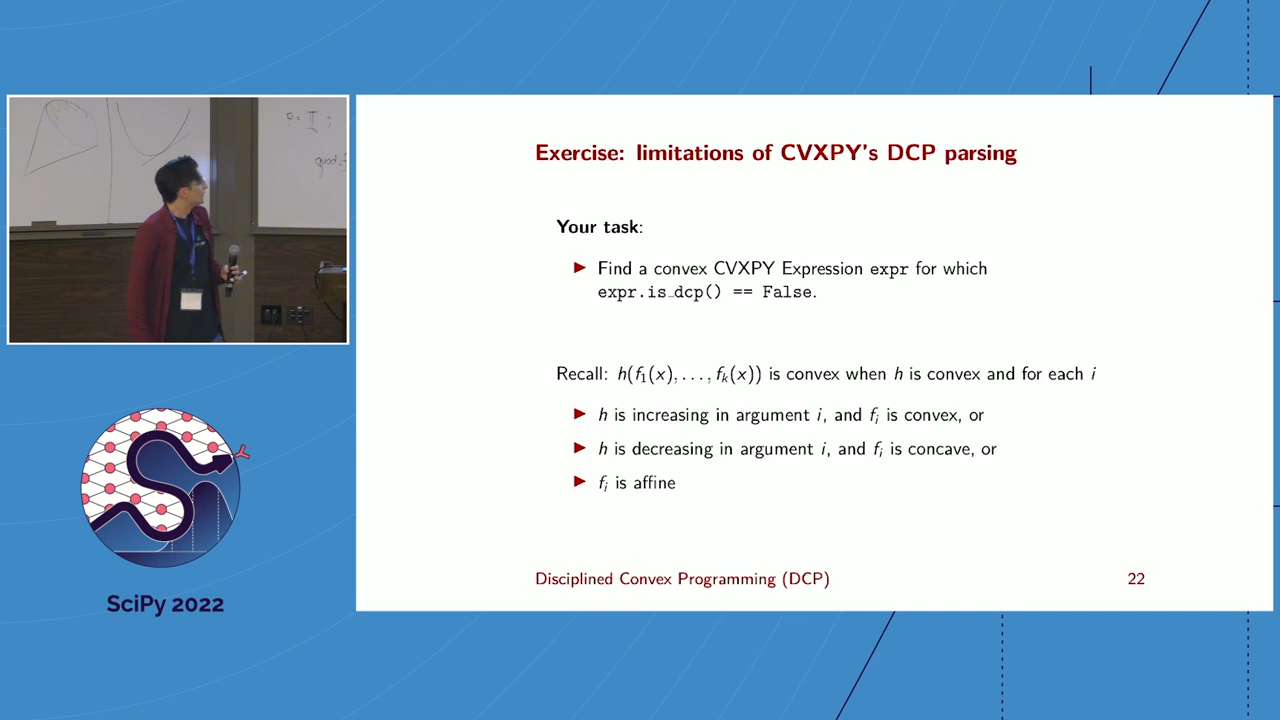 Exercise: limitations of CVXPY's DCP parsing
Your task:
Find a convex CVXPY Expression expr for which
expr.is_dcp() == False.
Recall: h(f₁(x), . . . , fₖ(x)) is convex when h is convex and for each i
h is increasing in argument i, and fᵢ is convex, or
h is decreasing in argument i, and fᵢ is concave, or
fᵢ is affine
Disciplined Convex Programming (DCP) 22
SciPy 2022